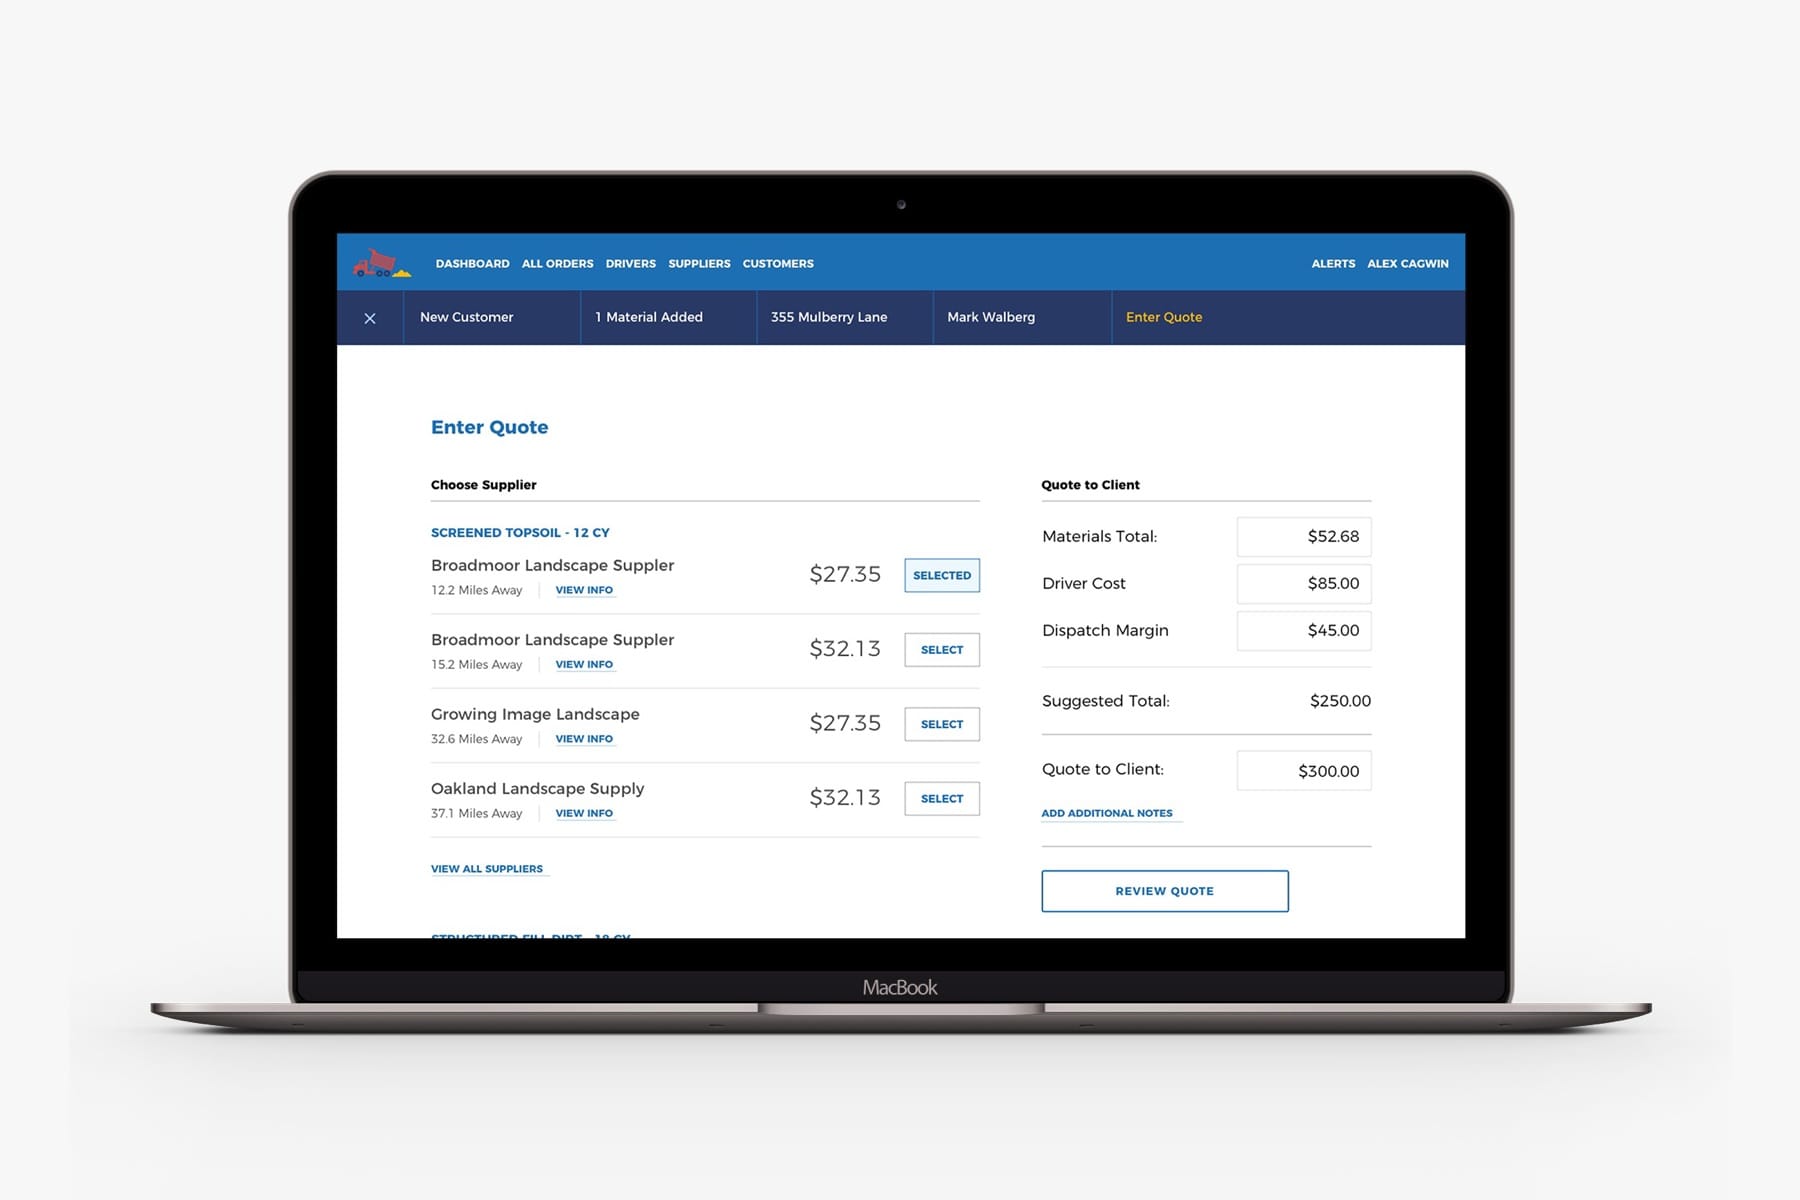 DASHBOARD ALL ORDERS DRIVERS SUPPLIERS CUSTOMERS ALERTS ALEX CAGWIN
New Customer 1 Material Added 355 Mulberry Lane Mark Walberg Enter Quote
Enter Quote
Choose Supplier
SCREENED TOPSOIL - 12 CY
Broadmoor Landscape Suppler
12.2 Miles Away VIEW INFO
$27.35 SELECTED
Broadmoor Landscape Suppler
15.2 Miles Away VIEW INFO
$32.13 SELECT
Growing Image Landscape
32.6 Miles Away VIEW INFO
$27.35 SELECT
Oakland Landscape Supply
37.1 Miles Away VIEW INFO
$32.13 SELECT
VIEW ALL SUPPLIERS
STRUCTURED FILL DIRT - 18 CY
Quote to Client
Materials Total: $52.68
Driver Cost $85.00
Dispatch Margin $45.00
Suggested Total: $250.00
Quote to Client: $300.00
ADD ADDITIONAL NOTES
REVIEW QUOTE
MacBook